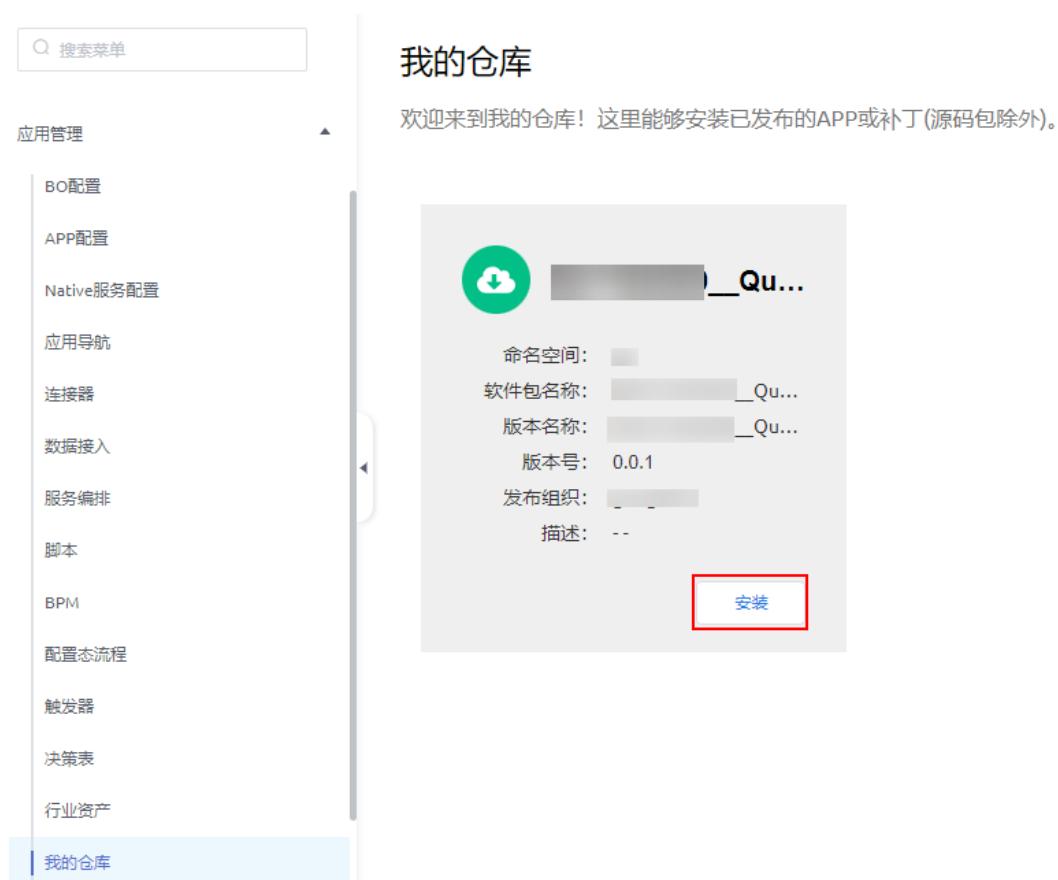 搜索菜单
应用管理
BO配置
APP配置
Native服务配置
应用导航
连接器
数据接入
服务编排
脚本
BPM
配置态流程
触发器
决策表
行业资产
我的仓库
我的仓库
欢迎来到我的仓库！这里能够安装已发布的APP或补丁(源码包除外)。
__Qu...
命名空间：
软件包名称： __Qu...
版本名称： __Qu...
版本号： 0.0.1
发布组织：
描述： - -
安装